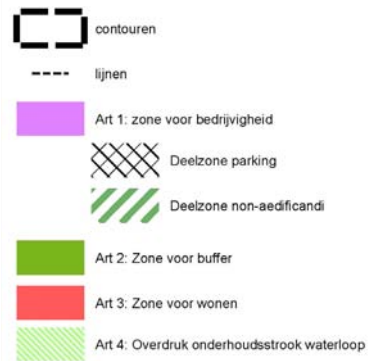 contouren
lijnen
Art 1: zone voor bedrijvigheid
Deelzone parking
Deelzone non-aedificandi
Art 2: Zone voor buffer
Art 3: Zone voor wonen
Art 4: Overdruk onderhoudsstrook waterloop